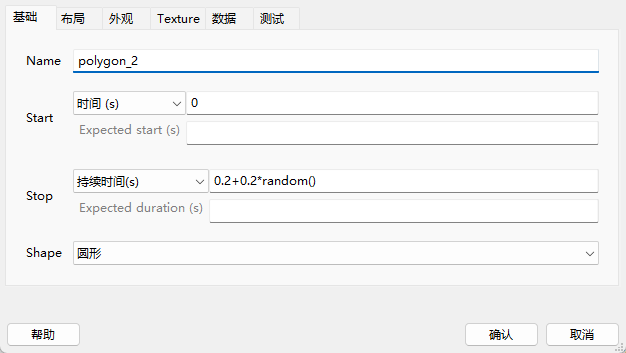 基础 布局 外观 Texture 数据 测试
Name polygon_2
Start 时间 (s) 0
Expected start (s)
Stop 持续时间(s) 0.2+0.2*random()
Expected duration (s)
Shape 圆形
帮助 确认 取消